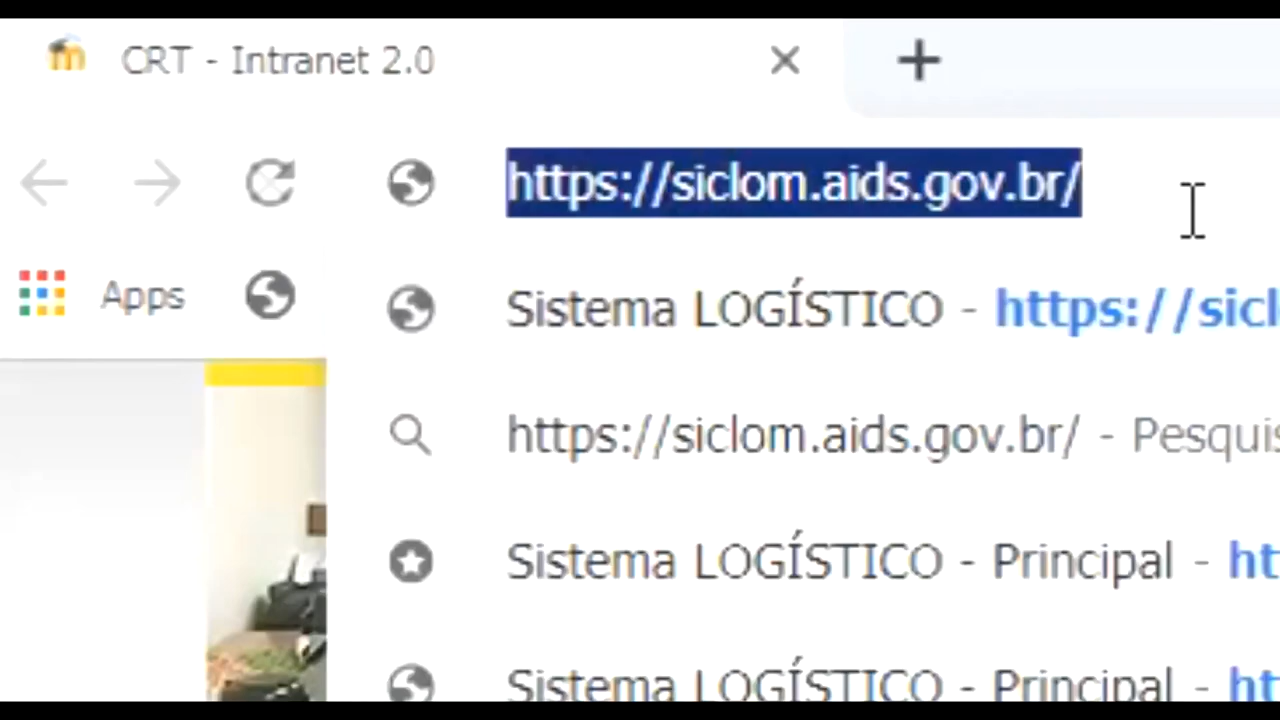 CRT - Intranet 2.0
https://siclom.aids.gov.br/
Apps
Sistema LOGÍSTICO - https://sicl
https://siclom.aids.gov.br/ - Pesquis
Sistema LOGÍSTICO - Principal - ht
Sistema LOGÍSTICO - Principal - ht